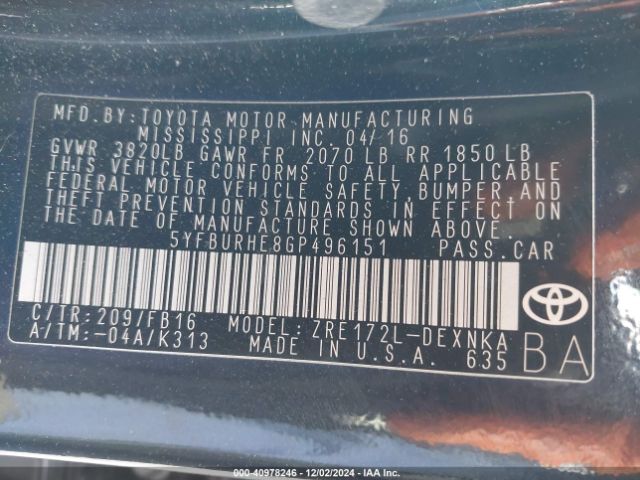 MFD.BY:TOYOTA MOTOR MANUFACTURING
MISSISSIPPI INC. 04/16
GVWR 3820LB GAWR FR 2070 LB RR 1850 LB
THIS VEHICLE CONFORMS TO ALL APPLICABLE
FEDERAL MOTOR VEHICLE SAFETY, BUMPER, AND
THEFT PREVENTION STANDARDS IN EFFECT ON
THE DATE OF MANUFACTURE SHOWN ABOVE.
5YFBURHE8GP496151 PASS.CAR
C/TR:209/FB16 MODEL: ZRE172L-DEXNKA
A/TM:-04A/K313 MADE IN U.S.A. 635 BA
000-40978246 - 12/02/2024 - IAA Inc.